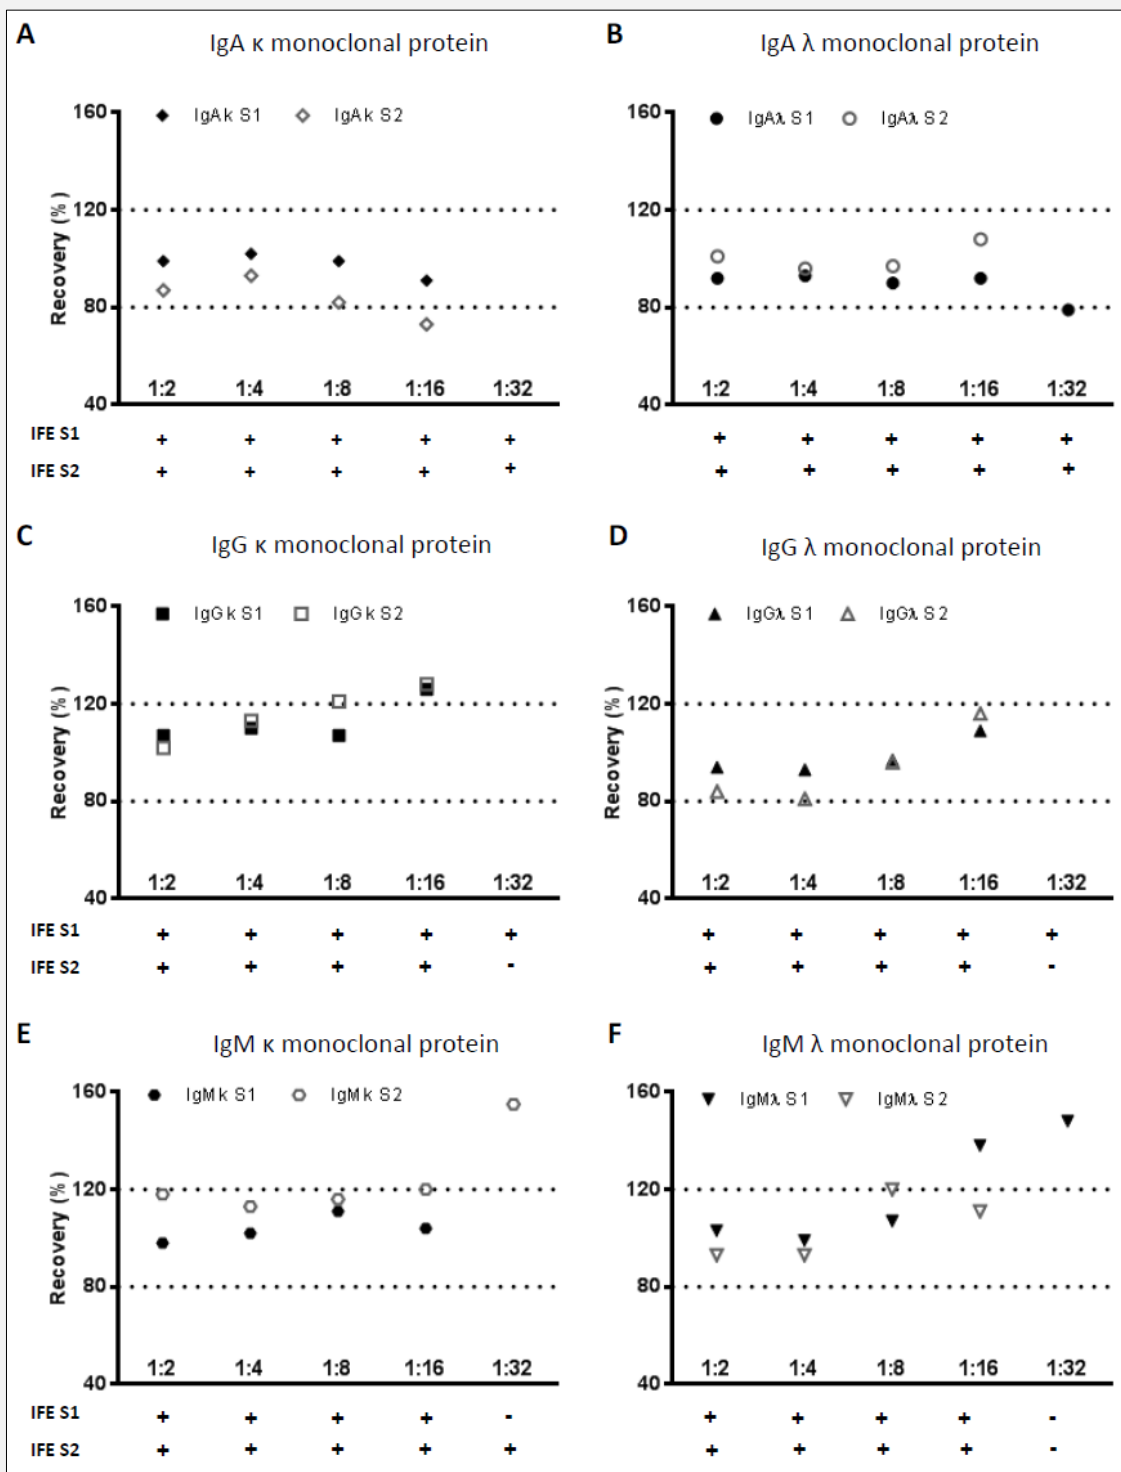 A
IgA κ monoclonal protein
IgAk S1 IgAk S2
160
120
80
40
Recovery (%)
1:2 1:4 1:8 1:16 1:32
IFE S1 + + + + +
IFE S2 + + + + +
B
IgA λ monoclonal protein
IgAλ S1 IgAλ S2
160
120
80
40
Recovery (%)
1:2 1:4 1:8 1:16 1:32
+ + + + +
+ + + + +
C
IgG κ monoclonal protein
IgGk S1 IgGk S2
160
120
80
40
Recovery (%)
1:2 1:4 1:8 1:16 1:32
IFE S1 + + + + +
IFE S2 + + + + -
D
IgG λ monoclonal protein
IgGλ S1 IgGλ S2
160
120
80
40
Recovery (%)
1:2 1:4 1:8 1:16 1:32
+ + + + +
+ + + + -
E
IgM κ monoclonal protein
IgMk S1 IgMk S2
160
120
80
40
Recovery (%)
1:2 1:4 1:8 1:16 1:32
IFE S1 + + + + -
IFE S2 + + + + +
F
IgM λ monoclonal protein
IgMλ S1 IgMλ S2
160
120
80
40
Recovery (%)
1:2 1:4 1:8 1:16 1:32
+ + + + -
+ + + + -